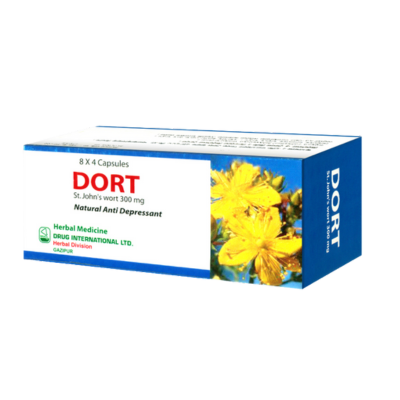 8 X 4 Capsules
DORT
St. John's wort 300 mg
Natural Anti Depressant
Herbal Medicine
DRUG INTERNATIONAL LTD.
Herbal Division
GAZIPUR
DORT
St. John's wort 300 mg